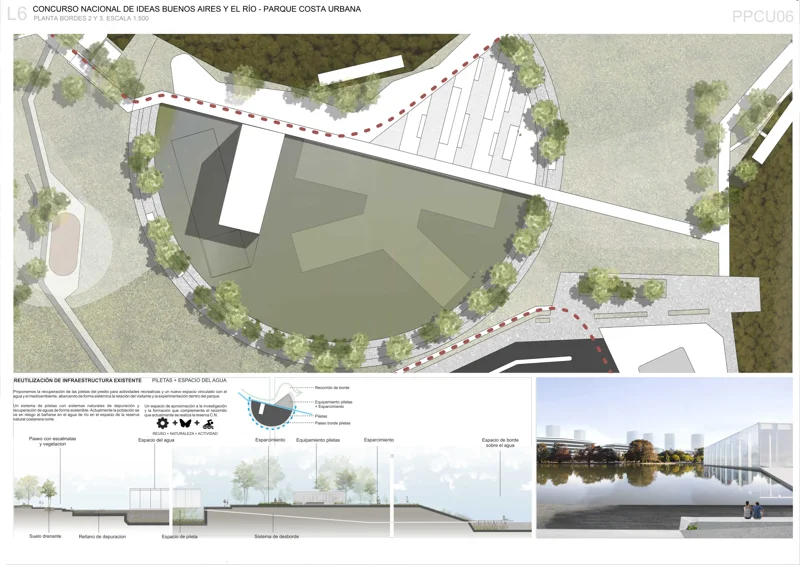 L6
CONCURSO NACIONAL DE IDEAS BUENOS AIRES Y EL RÍO - PARQUE COSTA URBANA
PLANTA BORDES 2 Y 3. ESCALA 1:500
PPCU06
REUTILIZACIÓN DE INFRAESTRUCTURA EXISTENTE
PILETAS + ESPACIO DEL AGUA
Proponemos la recuperación de las piletas del predio para actividades recreativas y un nuevo espacio vinculado con el
agua y el medioambiente, abarcando de forma sistémica la relación del visitante y la experimentación dentro del parque.
Un sistema de piletas con sistemas naturales de depuración y
recuperación de aguas de forma sostenible. Actualmente la población se
ve en riesgo al bañarse en el agua de río en el espacio de la reserva
natural costanera norte.
Un espacio de aproximación a la investigación
y la formación que complementa el recorrido
que actualmente se realiza la reserva C.N.
REUSO + NATURALEZA + ACTIVIDAD
Recorrido de borde
Equipamiento piletas
+ Esparcimiento
Piletas
Paseo borde piletas
Paseo con escalinatas
y vegetacion
Espacio del agua
Esparcimiento
Equipamiento piletas
Esparcimiento
Espacio de borde
sobre el agua
Suelo drenante
Relleno de depuracion
Espacio de pileta
Sistema de desborde